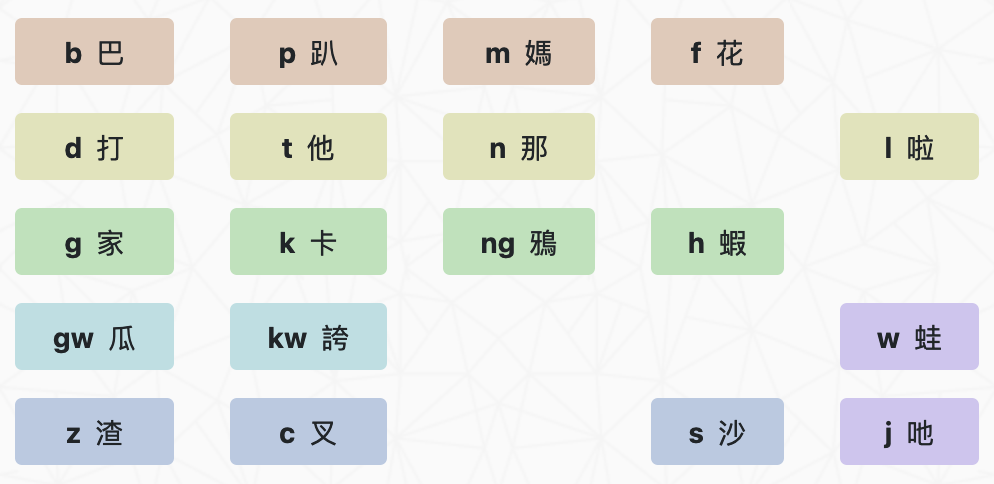 b 巴 p 趴 m 媽 f 花
d 打 t 他 n 那 l 啦
g 家 k 卡 ng 鴉 h 蝦
gw 瓜 kw 誇 w 蛙
z 渣 c 叉 s 沙 j 吔